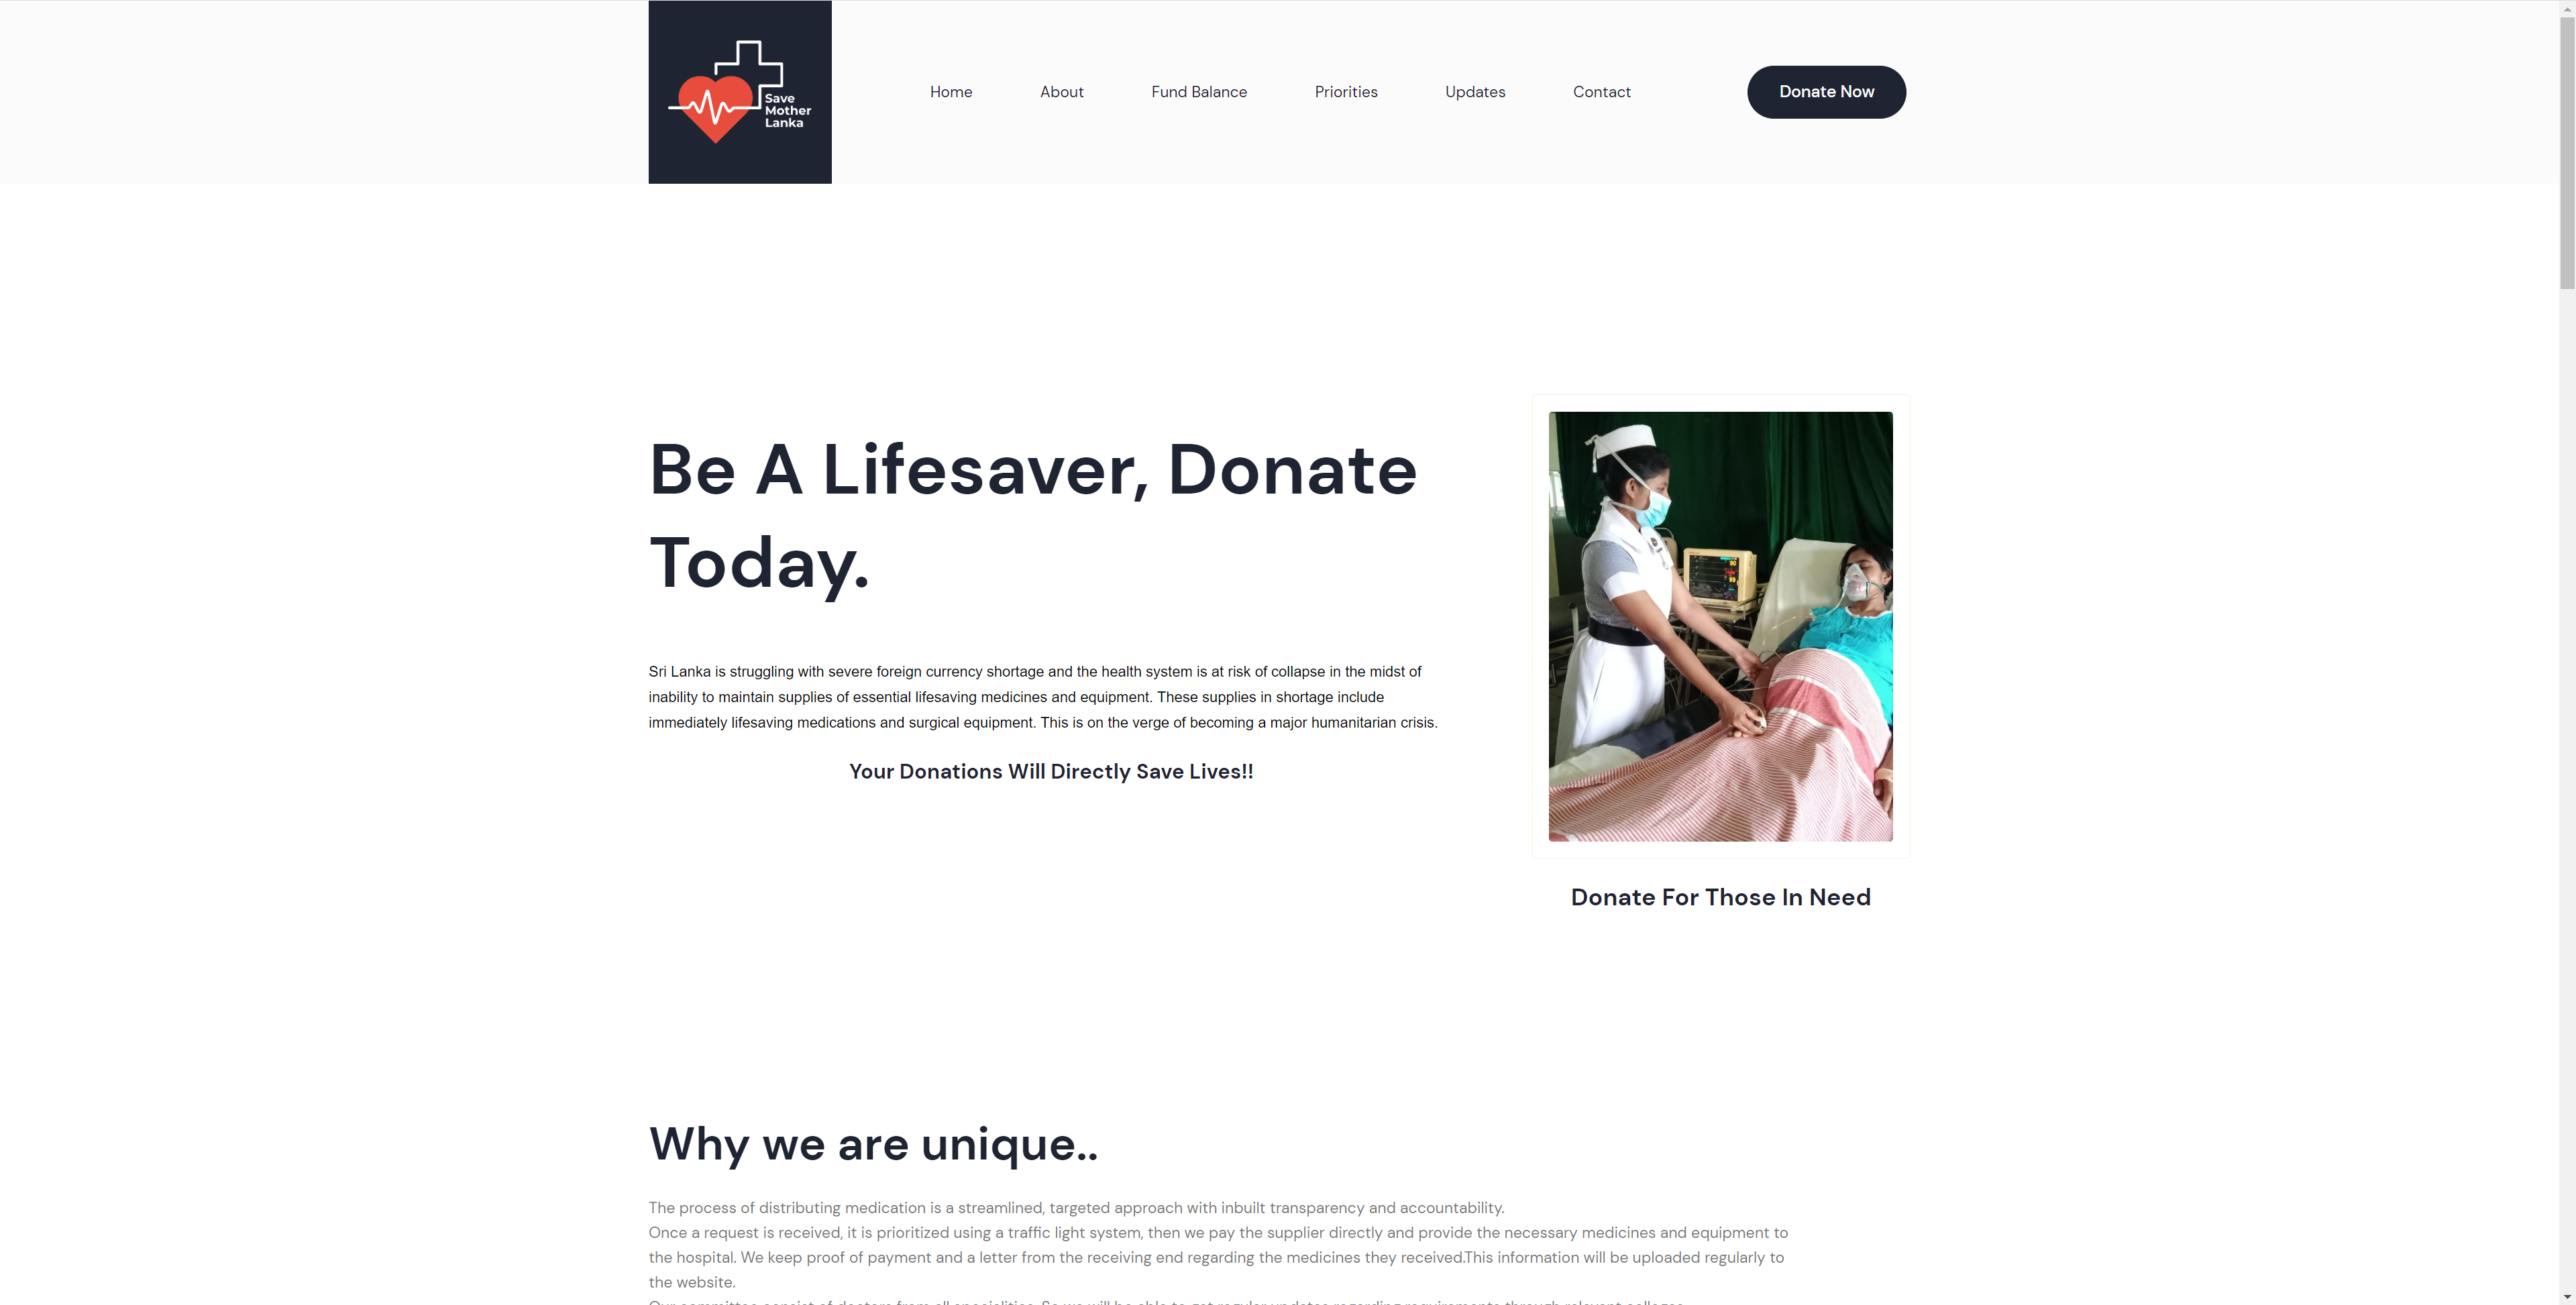 Save
Mother
Lanka
Home
About
Fund Balance
Priorities
Updates
Contact
Donate Now
Be A Lifesaver, Donate
Today.
Sri Lanka is struggling with severe foreign currency shortage and the health system is at risk of collapse in the midst of
inability to maintain supplies of essential lifesaving medicines and equipment. These supplies in shortage include
immediately lifesaving medications and surgical equipment. This is on the verge of becoming a major humanitarian crisis.
Your Donations Will Directly Save Lives!!
Donate For Those In Need
Why we are unique..
The process of distributing medication is a streamlined, targeted approach with inbuilt transparency and accountability.
Once a request is received, it is prioritized using a traffic light system, then we pay the supplier directly and provide the necessary medicines and equipment to
the hospital. We keep proof of payment and a letter from the receiving end regarding the medicines they received.This information will be uploaded regularly to
the website.